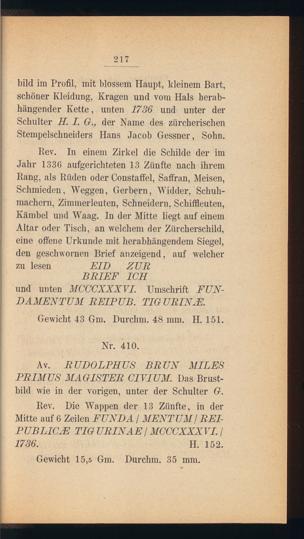 217
bild im Profil, mit blossem Haupt, kleinem Bart,
schöner Kleidung, Kragen und vom Hals herab-
hängender Kette, unten 1736 und unter der
Schulter H. I. G., der Name des zürcherischen
Stempelschneiders Hans Jacob Gessner, Sohn.
Rev. In einem Zirkel die Schilde der im
Jahr 1336 aufgerichteten 13 Zünfte nach ihrem
Rang, als Rüden oder Constaffel, Saffran, Meisen,
Schmieden, Weggen, Gerbern, Widder, Schuh-
machern, Zimmerleuten, Schneidern, Schiffleuten,
Kämbel und Waag. In der Mitte liegt auf einem
Altar oder Tisch, an welchem der Zürcherschild,
eine offene Urkunde mit herabhängendem Siegel,
den geschwornen Brief anzeigend, auf welcher
zu lesen EID ZUR
BRIEF ICH
und unten MCCCXXXVI. Umschrift FUN-
DAMENTUM REIPUB. TIGURINÆ.
Gewicht 43 Gm. Durchm. 48 mm. H. 151.
Nr. 410.
Av. RUDOLPHUS BRUN MILES
PRIMUS MAGISTER CIVIUM. Das Brust-
bild wie in der vorigen, unter der Schulter G.
Rev. Die Wappen der 13 Zünfte, in der
Mitte auf 6 Zeilen FUNDA / MENTUM / REI-
PUBLICÆ TIGURINAE / MCCCXXXVI. /
1736. H. 152.
Gewicht 15,5 Gm. Durchm. 35 mm.